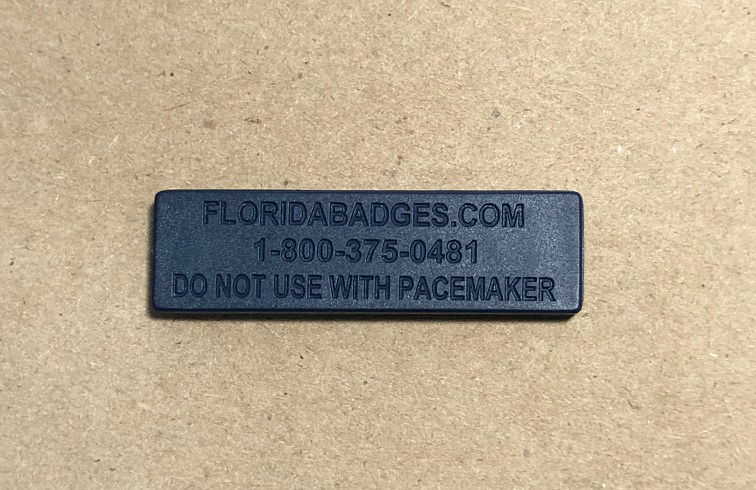 FLORIDABADGES.COM
1-800-375-0481
DO NOT USE WITH PACEMAKER